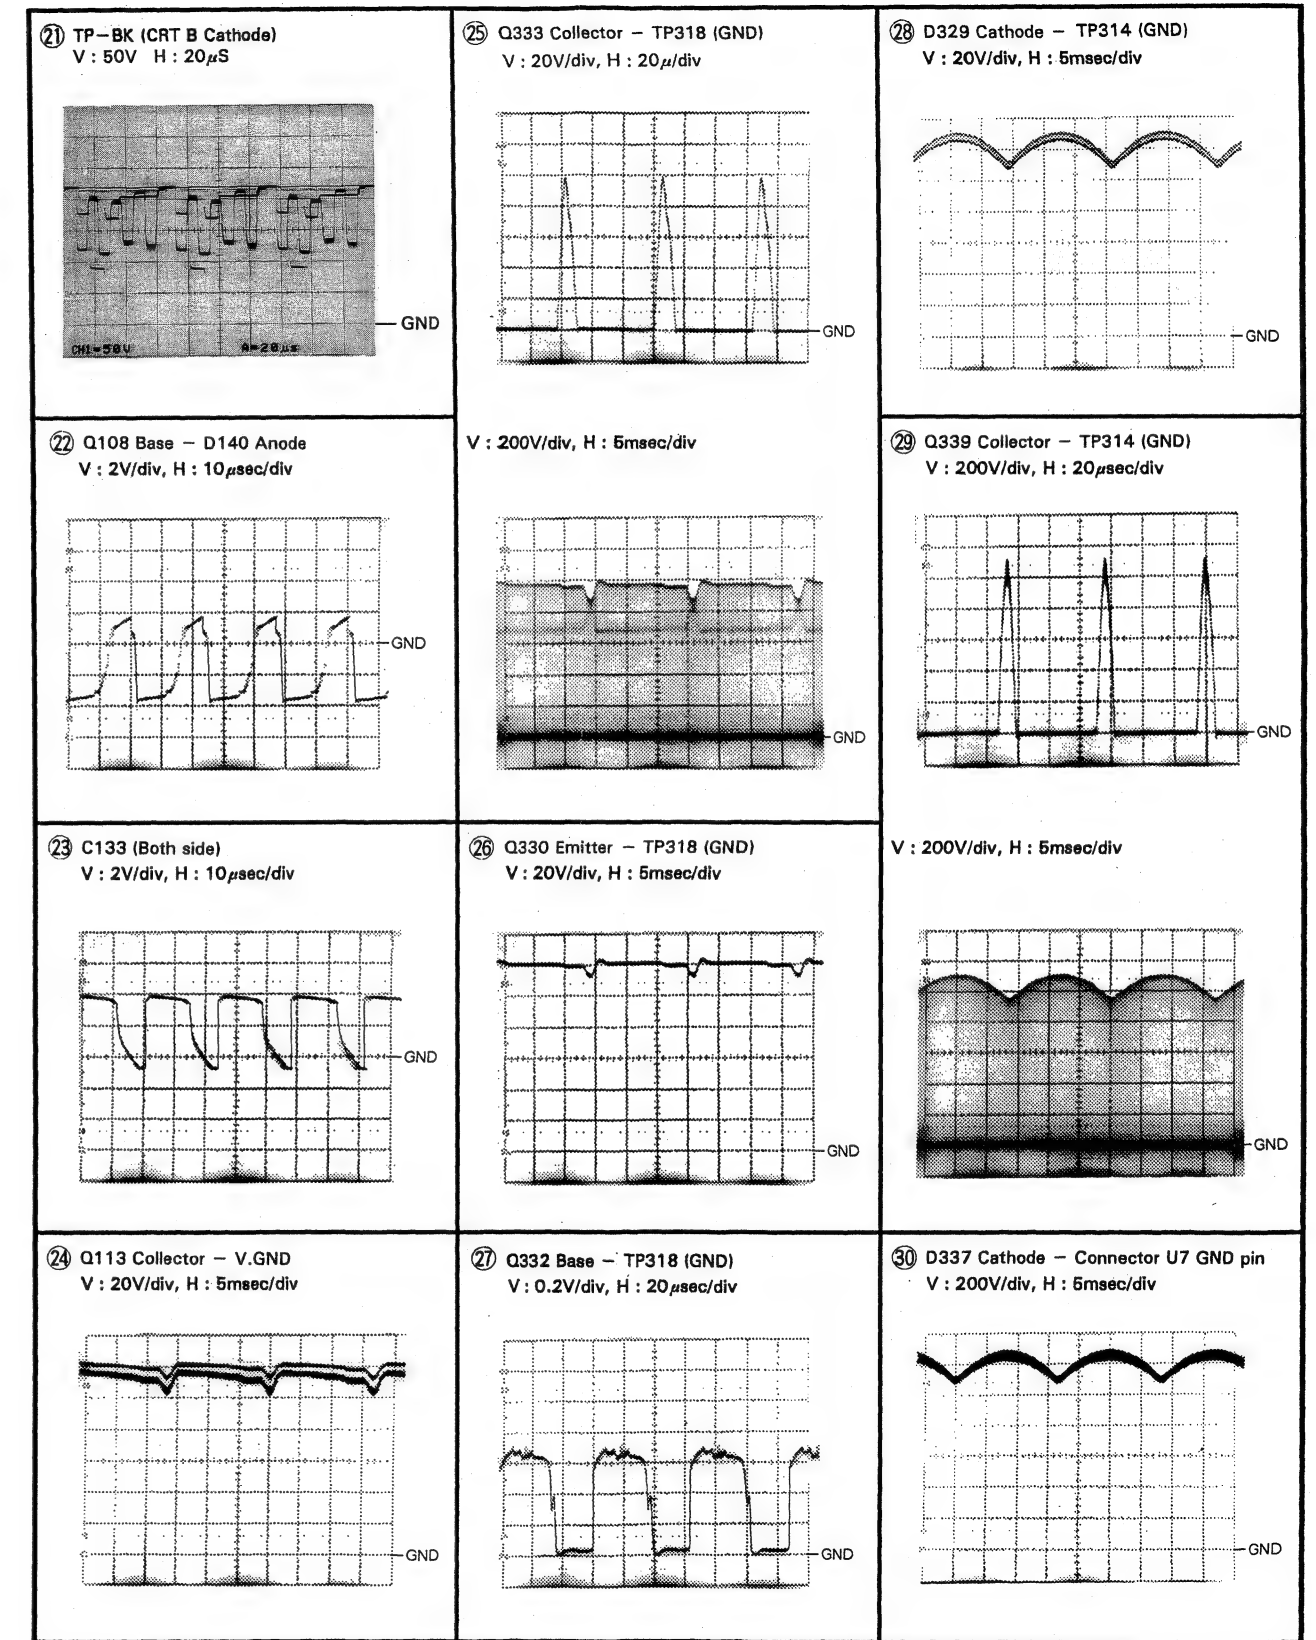 ㉑ TP–BK (CRT B Cathode)
V : 50V H : 20μS
GND
CH1=50V A=20μs
㉒ Q108 Base – D140 Anode
V : 2V/div, H : 10μsec/div
GND
㉓ C133 (Both side)
V : 2V/div, H : 10μsec/div
GND
㉔ Q113 Collector – V.GND
V : 20V/div, H : 5msec/div
GND
㉕ Q333 Collector – TP318 (GND)
V : 20V/div, H : 20μ/div
GND
V : 200V/div, H : 5msec/div
GND
㉖ Q330 Emitter – TP318 (GND)
V : 20V/div, H : 5msec/div
GND
㉗ Q332 Base – TP318 (GND)
V : 0.2V/div, H : 20μsec/div
GND
㉘ D329 Cathode – TP314 (GND)
V : 20V/div, H : 5msec/div
GND
㉙ Q339 Collector – TP314 (GND)
V : 200V/div, H : 20μsec/div
GND
V : 200V/div, H : 5msec/div
GND
㉚ D337 Cathode – Connector U7 GND pin
V : 200V/div, H : 5msec/div
GND